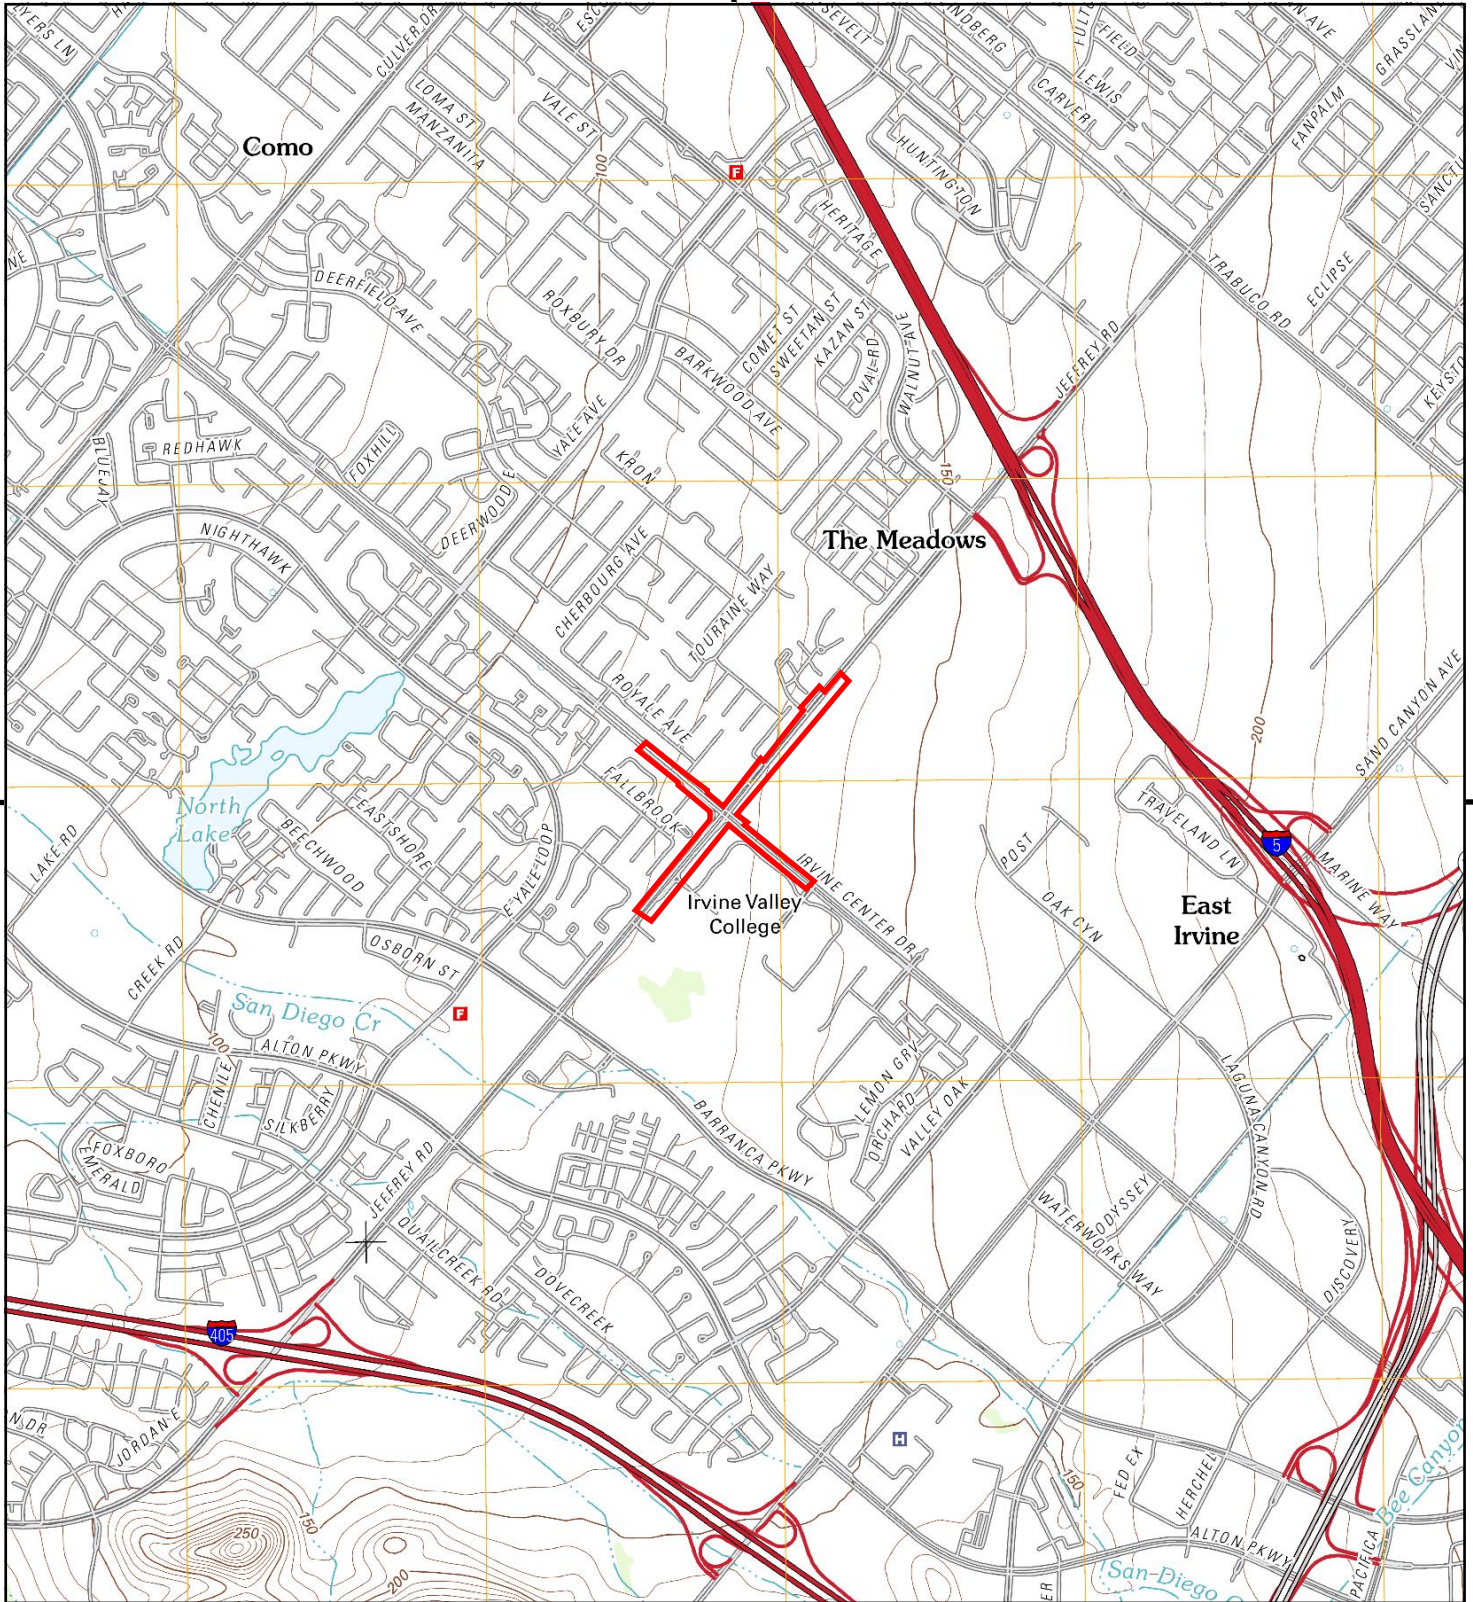 CULVER DR
VALE ST
LOMA ST
MANZANITA
Como
100
F
LEWIS
FIELD
CARVER
HUNTINGTON
FANPALM
HERITAGE
TRABUCO RD
ECLIPSE
DEERFIELD AVE
ROXBURY DR
COMET ST
SWEETAN ST
KAZAN ST
OVAL RD
WALNUT AVE
BARKWOOD AVE
JEFFREY RD
YALE AVE
REDHAWK
BLUEJAY
FOXHILL
KRON
150
DEERWOOD E
NIGHTHAWK
The Meadows
CHERBOURG AVE
TOURAINE WAY
ROYALE AVE
SAND CANYON AVE
200
FALLBROOK
North
Lake
EASTSHORE
BEECHWOOD
LAKE RD
E YALE LOOP
TRAVELAND LN
5
MARINE WAY
POST
OAK CYN
IRVINE CENTER DR
Irvine Valley
College
East
Irvine
OSBORN ST
CREEK RD
San Diego Cr
F
100
ALTON PKWY
CHENILE
SILKBERRY
LEMON GRV
ORCHARD
VALLEY OAK
LAGUNA CANYON RD
BARRANCA PKWY
FOXBORO
EMERALD
JEFFREY RD
QUAILCREEK RD
DOVECREEK
ODYSSEY
WATERWORKS WAY
DISCOVERY
405
JORDAN E
N DR
H
FED EX
HERCHEL
150
Bee Canyon
250
150
200
ALTON PKWY
PACIFICA
San Diego C